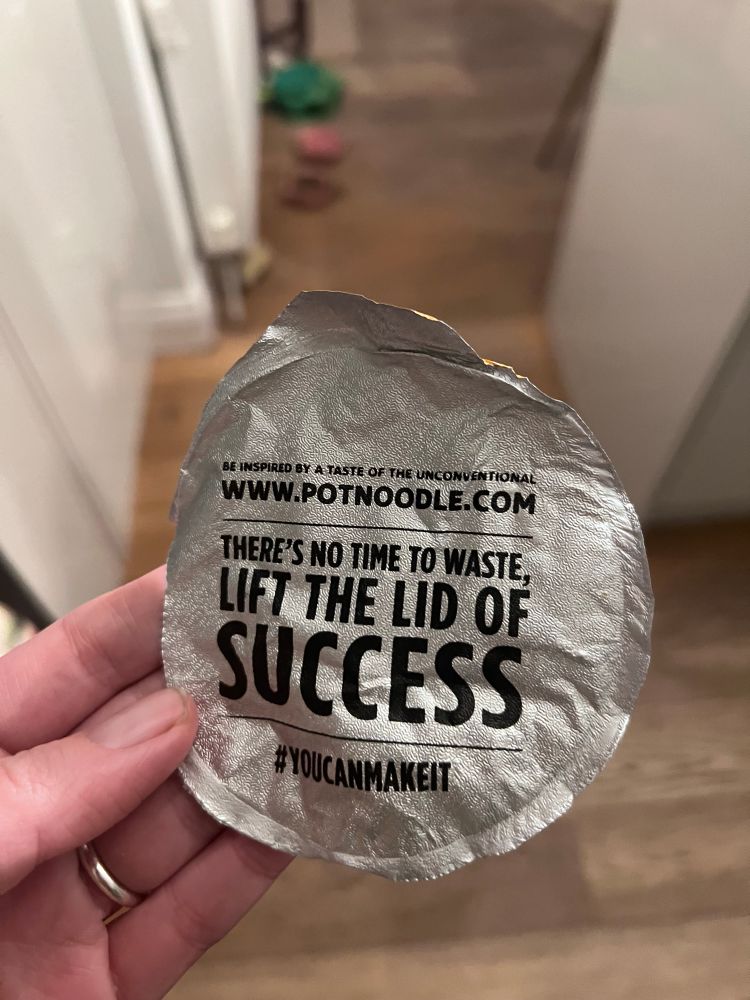 BE INSPIRED BY A TASTE OF THE UNCONVENTIONAL
WWW.POTNOODLE.COM
THERE'S NO TIME TO WASTE,
LIFT THE LID OF
SUCCESS
#YOUCANMAKEIT